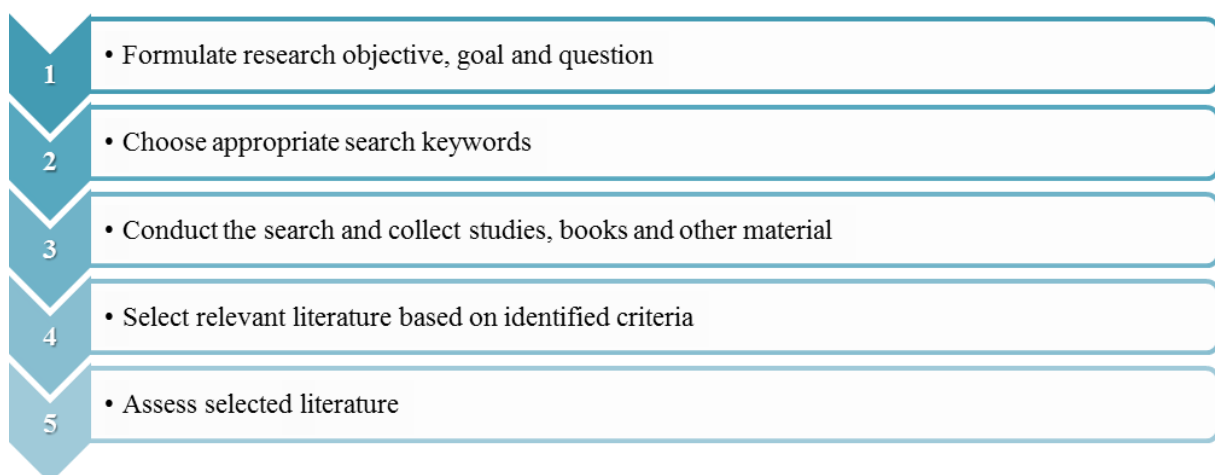 1 • Formulate research objective, goal and question
2 • Choose appropriate search keywords
3 • Conduct the search and collect studies, books and other material
4 • Select relevant literature based on identified criteria
5 • Assess selected literature